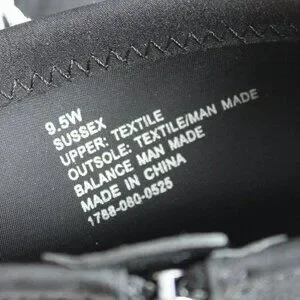 9.5W
SUSSEX
UPPER: TEXTILE
OUTSOLE: TEXTILE/MAN MADE
BALANCE MAN MADE
MADE IN CHINA
1788-080-0525